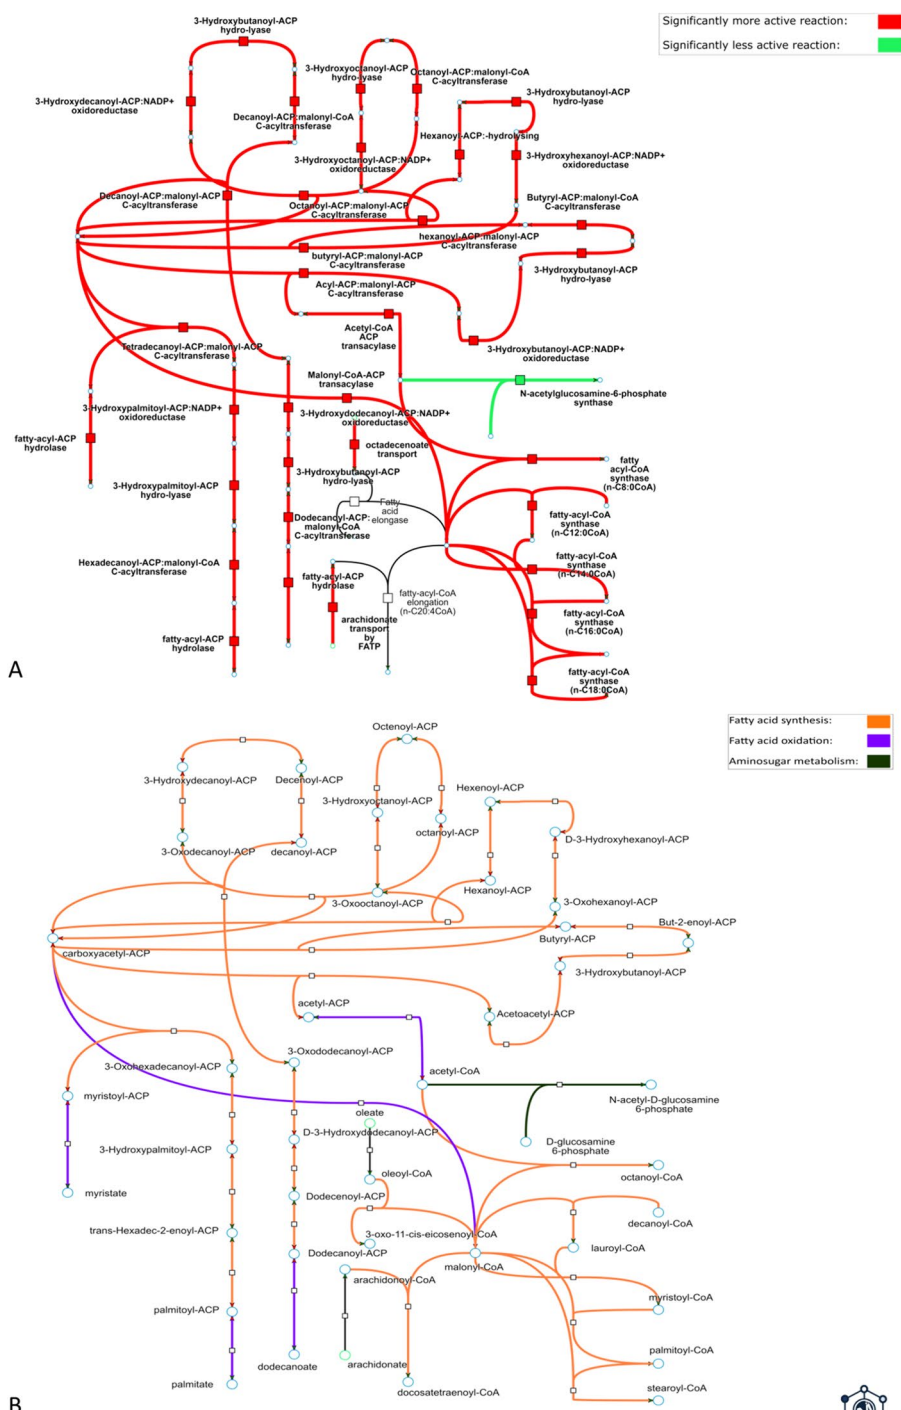 3-Hydroxybutanoyl-ACP
hydro-lyase
Significantly more active reaction:
Significantly less active reaction:
3-Hydroxyoctanoyl-ACP
hydro-lyase
Octanoyl-ACP:malonyl-CoA
C-acyltransferase
3-Hydroxybutanoyl-ACP
hydro-lyase
3-Hydroxydecanoyl-ACP:NADP+
oxidoreductase
Decanoyl-ACP:malonyl-CoA
C-acyltransferase
Hexanoyl-ACP:-hydrolysing
3-Hydroxyoctanoyl-ACP:NADP+
oxidoreductase
3-Hydroxyhexanoyl-ACP:NADP+
oxidoreductase
Decanoyl-ACP:malonyl-ACP
C-acyltransferase
Octanoyl-ACP:malonyl-ACP
C-acyltransferase
Butyryl-ACP:malonyl-CoA
C-acyltransferase
hexanoyl-ACP:malonyl-ACP
C-acyltransferase
butyryl-ACP:malonyl-ACP
C-acyltransferase
3-Hydroxybutanoyl-ACP
hydro-lyase
Acyl-ACP:malonyl-ACP
C-acyltransferase
Acetyl-CoA
ACP
transacylase
3-Hydroxybutanoyl-ACP:NADP+
oxidoreductase
Tetradecanoyl-ACP:malonyl-ACP
C-acyltransferase
Malonyl-CoA-ACP
transacylase
N-acetylglucosamine-6-phosphate
synthase
3-Hydroxypalmitoyl-ACP:NADP+
oxidoreductase
3-Hydroxydodecanoyl-ACP:NADP+
oxidoreductase
fatty-acyl-ACP
hydrolase
octadecenoate
transport
3-Hydroxybutanoyl-ACP
hydro-lyase
fatty
acyl-CoA
synthase
(n-C8:0CoA)
3-Hydroxypalmitoyl-ACP
hydro-lyase
Fatty
acid
elongase
Dodecanoyl-ACP:
malonyl-CoA
C-acyltransferase
fatty-acyl-CoA
synthase
(n-C12:0CoA)
Hexadecanoyl-ACP:malonyl-CoA
C-acyltransferase
fatty-acyl-ACP
hydrolase
fatty-acyl-CoA
synthase
(n-C14:0CoA)
fatty-acyl-CoA
elongation
(n-C20:4CoA)
arachidonate
transport
by
FATP
fatty-acyl-CoA
synthase
(n-C16:0CoA)
fatty-acyl-ACP
hydrolase
fatty-acyl-CoA
synthase
(n-C18:0CoA)
A
Fatty acid synthesis:
Fatty acid oxidation:
Aminosugar metabolism:
Octenoyl-ACP
3-Hydroxydecanoyl-ACP
Decenoyl-ACP
Hexenoyl-ACP
3-Hydroxyoctanoyl-ACP
octanoyl-ACP
D-3-Hydroxyhexanoyl-ACP
3-Oxodecanoyl-ACP
decanoyl-ACP
Hexanoyl-ACP
3-Oxooctanoyl-ACP
3-Oxohexanoyl-ACP
But-2-enoyl-ACP
Butyryl-ACP
carboxyacetyl-ACP
3-Hydroxybutanoyl-ACP
acetyl-ACP
Acetoacetyl-ACP
3-Oxododecanoyl-ACP
3-Oxohexadecanoyl-ACP
acetyl-CoA
myristoyl-ACP
N-acetyl-D-glucosamine
6-phosphate
oleate
D-3-Hydroxydodecanoyl-ACP
D-glucosamine
6-phosphate
3-Hydroxypalmitoyl-ACP
oleoyl-CoA
octanoyl-CoA
myristate
Dodecenoyl-ACP
decanoyl-CoA
trans-Hexadec-2-enoyl-ACP
3-oxo-11-cis-eicosenoyl-CoA
lauroyl-CoA
Dodecanoyl-ACP
malonyl-CoA
arachidonoyl-CoA
myristoyl-CoA
palmitoyl-ACP
palmitoyl-CoA
dodecanoate
arachidonate
palmitate
docosatetraenoyl-CoA
stearoyl-CoA
B